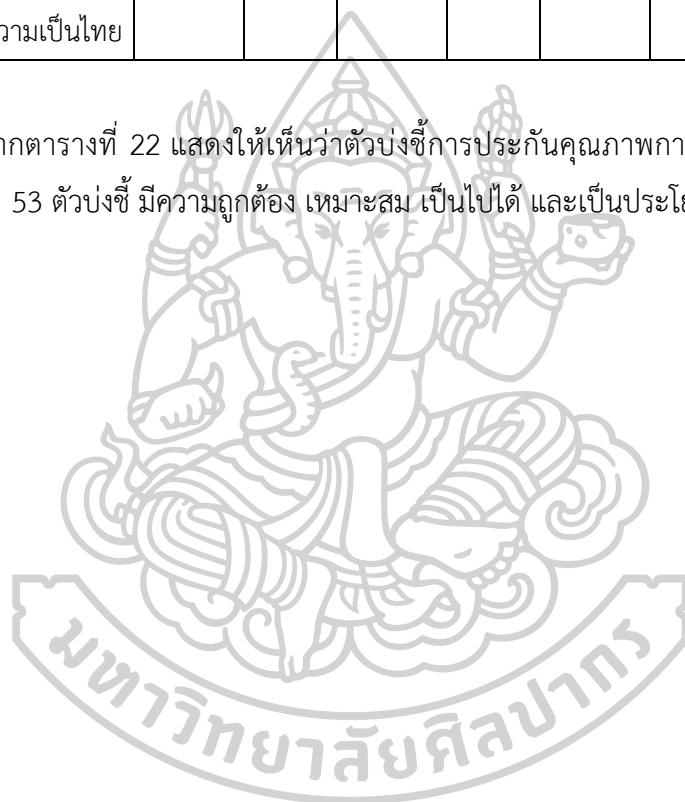 วามเป็นไทย
ากตารางที่ 22 แสดงให้เห็นว่าตัวบ่งชี้การประกันคุณภาพกา
53 ตัวบ่งชี้ มีความถูกต้อง เหมาะสม เป็นไปได้ และเป็นประโย
มหาวิทยาลัยศิลปากร